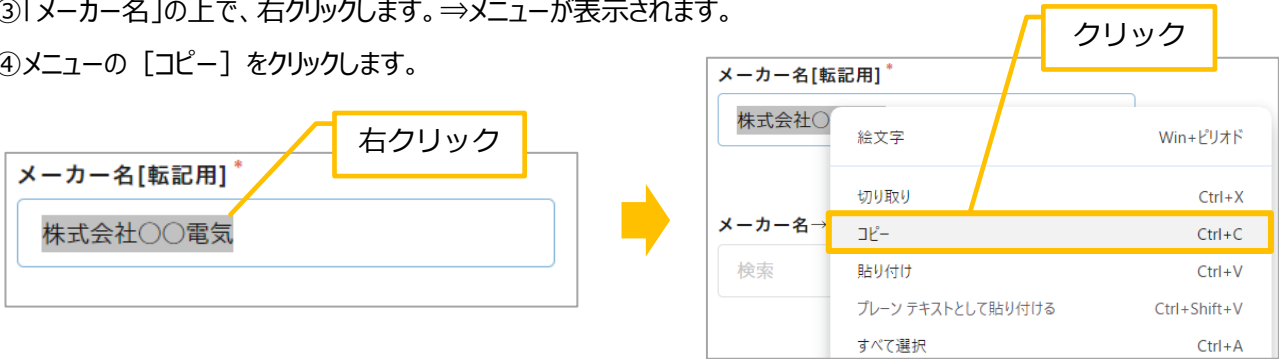 ③「メーカー名」の上で、右クリックします。⇒メニューが表示されます。
④メニューの［コピー］をクリックします。
右クリック
メーカー名[転記用] *
株式会社○○電気
クリック
メーカー名[転記用] *
株式会社○
絵文字 Win+ピリオド
切り取り Ctrl+X
メーカー名→
コピー Ctrl+C
検索
貼り付け Ctrl+V
プレーン テキストとして貼り付ける Ctrl+Shift+V
すべて選択 Ctrl+A